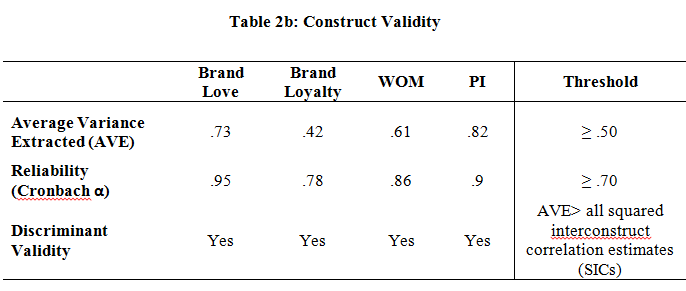 Table 2b: Construct Validity
Brand Love Brand Loyalty WOM PI Threshold
Average Variance Extracted (AVE) .73 .42 .61 .82 ≥ .50
Reliability (Cronbach α) .95 .78 .86 .9 ≥ .70
Discriminant Validity Yes Yes Yes Yes AVE> all squared interconstruct correlation estimates (SICs)